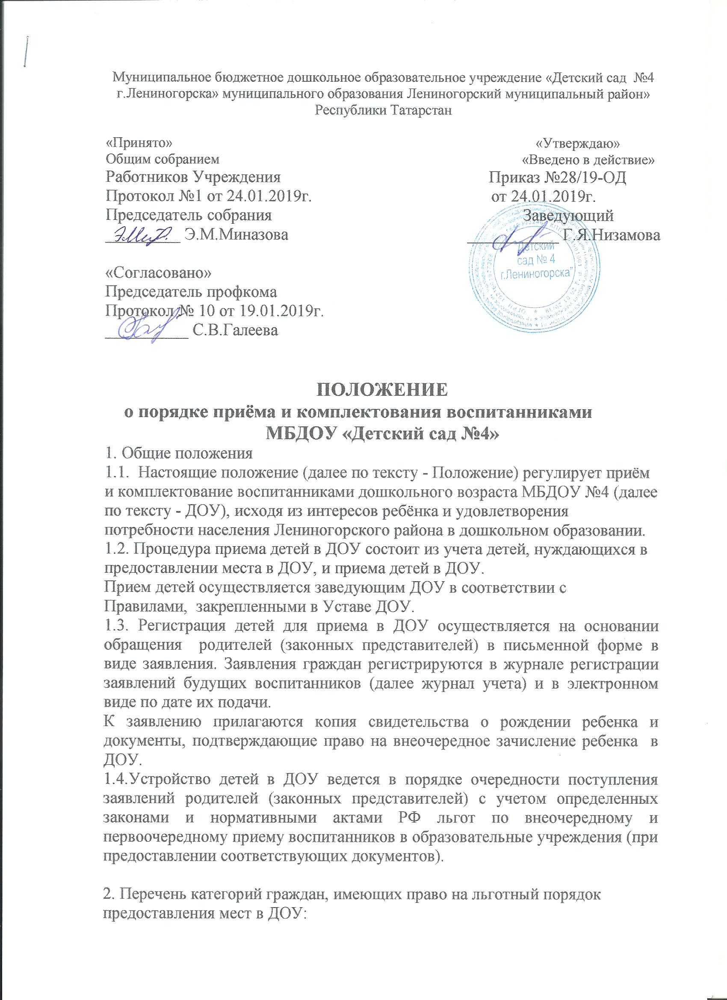 Муниципальное бюджетное дошкольное образовательное учреждение «Детский сад №4
г.Лениногорска» муниципального образования Лениногорский муниципальный район»
Республики Татарстан
«Принято» «Утверждаю»
Общим собранием «Введено в действие»
Работников Учреждения Приказ №28/19-ОД
Протокол №1 от 24.01.2019г. от 24.01.2019г.
Председатель собрания Заведующий
_________ Э.М.Миназова ___________ Г.Я.Низамова
"Детский
сад № 4
г.Лениногорска"
«Согласовано»
Председатель профкома
Протокол № 10 от 19.01.2019г.
__________ С.В.Галеева
ПОЛОЖЕНИЕ
о порядке приёма и комплектования воспитанниками
МБДОУ «Детский сад №4»
1. Общие положения
1.1. Настоящие положение (далее по тексту - Положение) регулирует приём
и комплектование воспитанниками дошкольного возраста МБДОУ №4 (далее
по тексту - ДОУ), исходя из интересов ребёнка и удовлетворения
потребности населения Лениногорского района в дошкольном образовании.
1.2. Процедура приема детей в ДОУ состоит из учета детей, нуждающихся в
предоставлении места в ДОУ, и приема детей в ДОУ.
Прием детей осуществляется заведующим ДОУ в соответствии с
Правилами, закрепленными в Уставе ДОУ.
1.3. Регистрация детей для приема в ДОУ осуществляется на основании
обращения родителей (законных представителей) в письменной форме в
виде заявления. Заявления граждан регистрируются в журнале регистрации
заявлений будущих воспитанников (далее журнал учета) и в электронном
виде по дате их подачи.
К заявлению прилагаются копия свидетельства о рождении ребенка и
документы, подтверждающие право на внеочередное зачисление ребенка в
ДОУ.
1.4.Устройство детей в ДОУ ведется в порядке очередности поступления
заявлений родителей (законных представителей) с учетом определенных
законами и нормативными актами РФ льгот по внеочередному и
первоочередному приему воспитанников в образовательные учреждения (при
предоставлении соответствующих документов).
2. Перечень категорий граждан, имеющих право на льготный порядок
предоставления мест в ДОУ: